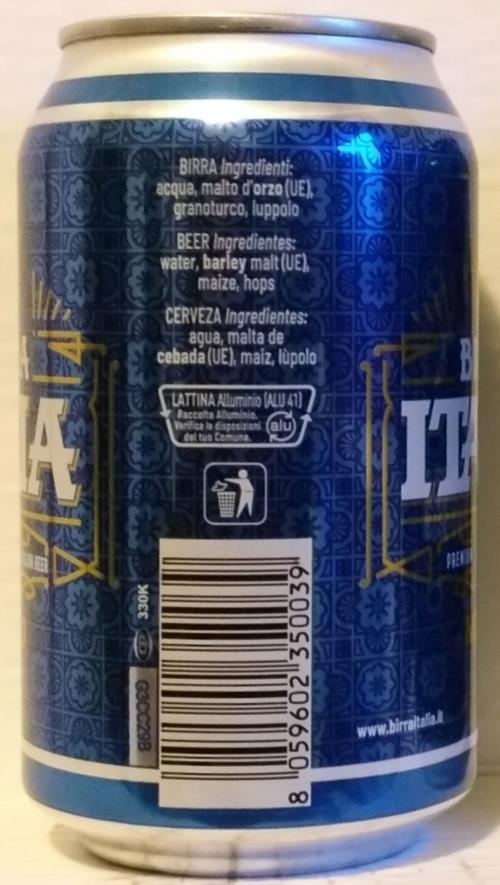 BIRRA Ingredienti:
acqua, malto d'orzo (UE),
granoturco, luppolo
BEER Ingredientes:
water, barley malt (UE),
maize, hops
CERVEZA Ingredientes:
agua, malta de
cebada (UE), maiz, lùpolo
LATTINA Alluminio (ALU 41)
Raccolta Alluminio.
Verifica le disposizioni
del tuo Comune.
alu
A
IA
BEER
B
ITA
PREMIUM
330K
8 059602 350039
www.birraitalia.it